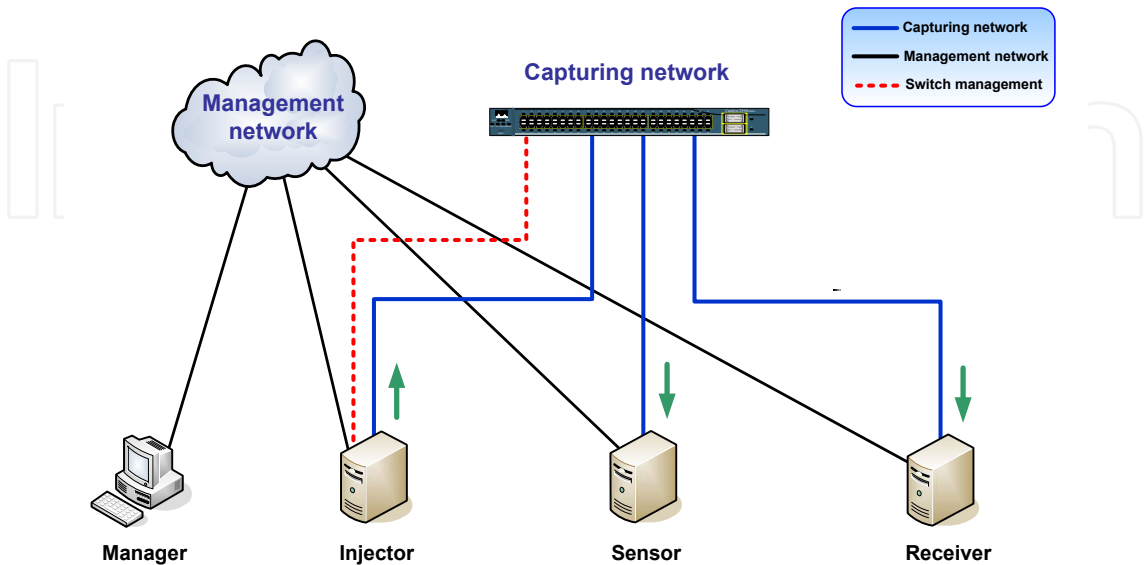 Capturing network
Management network
Switch management
Capturing network
Management
network
Manager
Injector
Sensor
Receiver